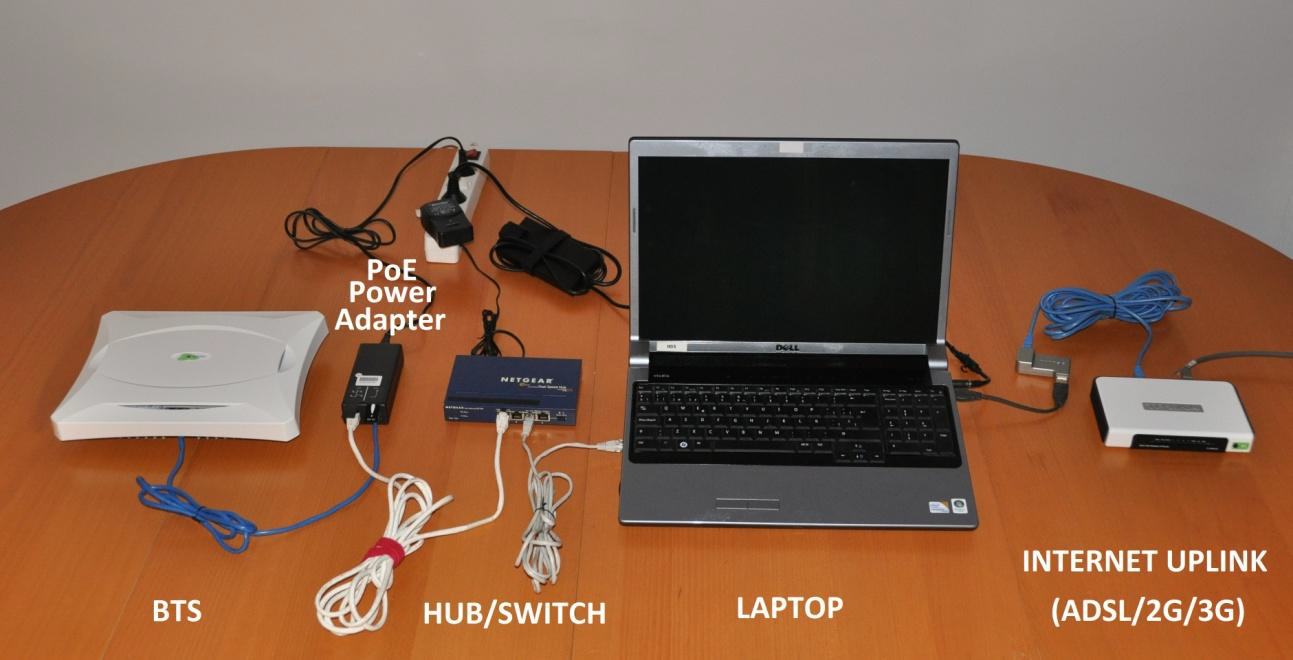 PoE
Power
Adapter
NETGEAR
DELL
BTS
HUB/SWITCH
LAPTOP
INTERNET UPLINK
(ADSL/2G/3G)